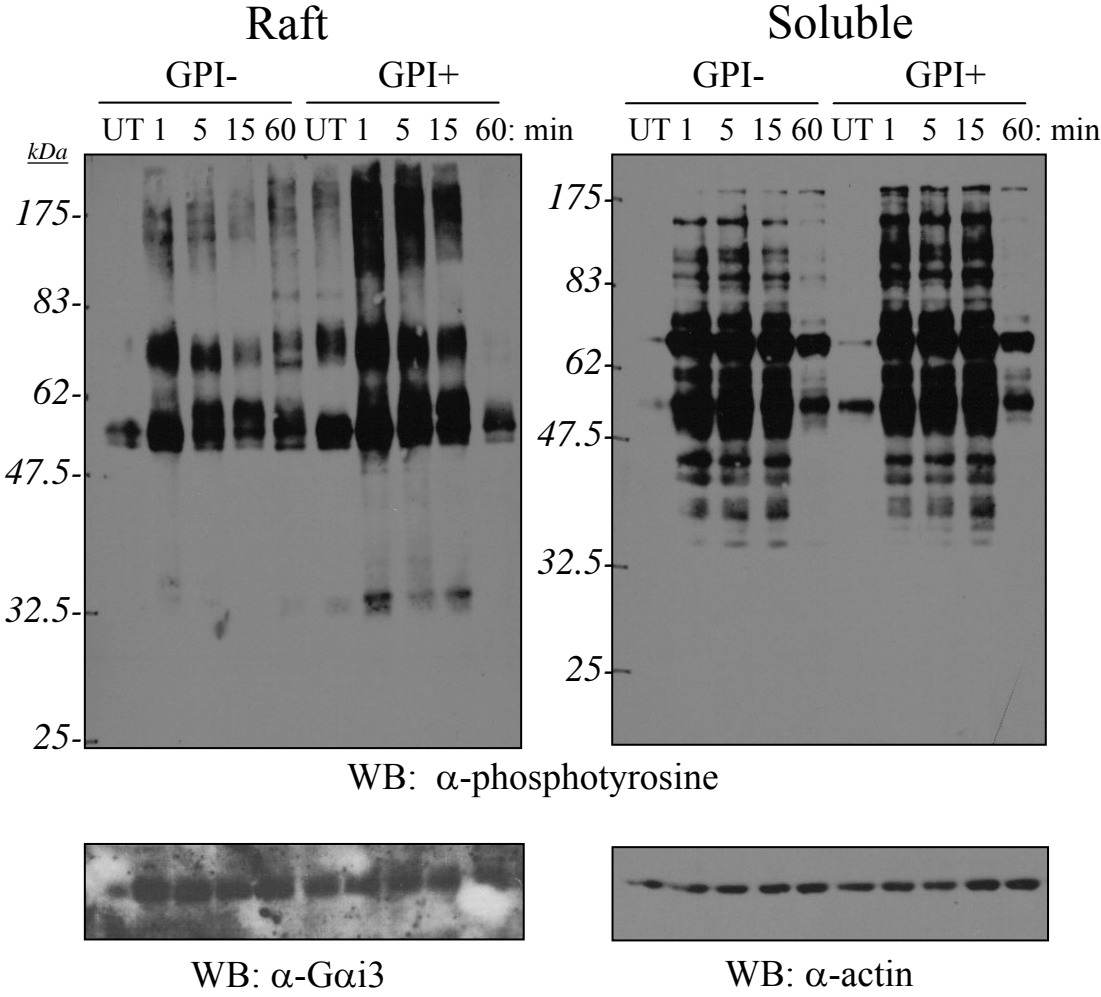 Raft Soluble
GPI- GPI+ GPI- GPI+
UT 1 5 15 60 UT 1 5 15 60: min UT 1 5 15 60 UT 1 5 15 60: min
kDa
175- 175-
83- 83-
62- 62-
47.5- 47.5-
32.5- 32.5-
25- 25-
WB: α-phosphotyrosine
WB: α-Gαi3 WB: α-actin